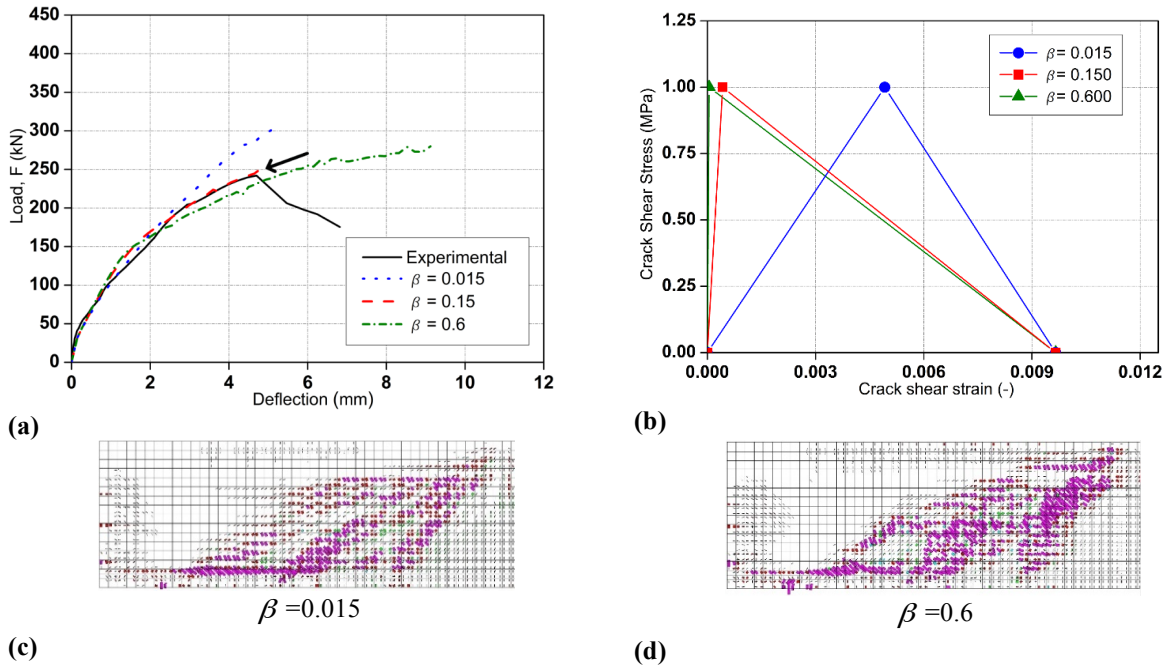 450
400
350
300
250
200
150
100
50
0
Load, F (kN)
0 2 4 6 8 10 12
Deflection (mm)
Experimental
β = 0.015
β = 0.15
β = 0.6
(a)
1.25
1.00
0.75
0.50
0.25
0.00
Crack Shear Stress (MPa)
0.000 0.003 0.006 0.009 0.012
Crack shear strain (-)
β = 0.015
β = 0.150
β = 0.600
(b)
β =0.015
(c)
β =0.6
(d)